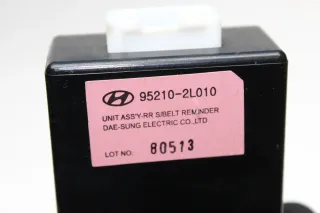 95210-2L010
UNIT ASS'Y-RR S/BELT REMINDER
DAE-SUNG ELECTRIC CO.,LTD
LOT NO: 80513